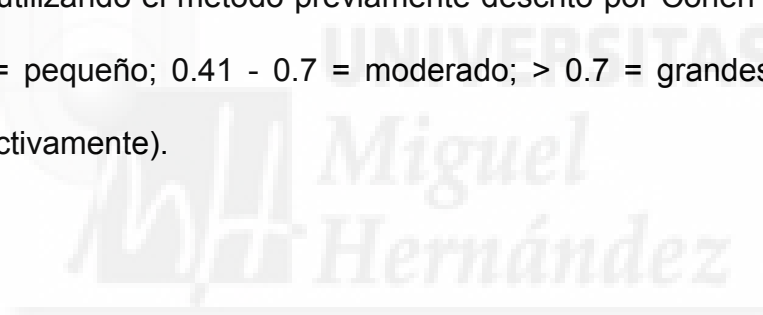 utilizando el método previamente descrito por Cohen
= pequeño; 0.41 - 0.7 = moderado; > 0.7 = grandes
ctivamente).
UNIVERSITAS
Miguel
Hernández